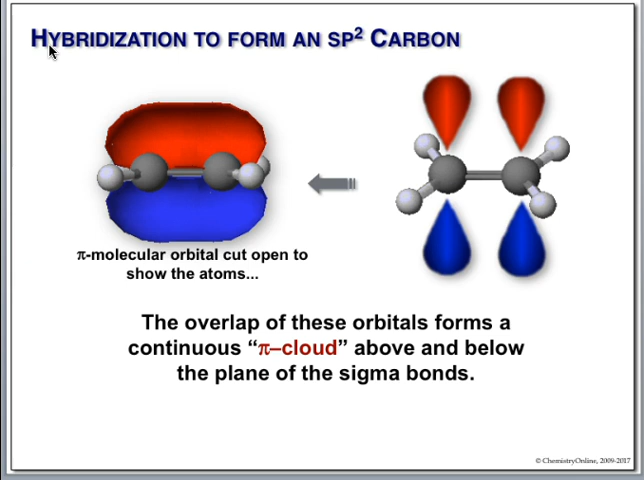 HYBRIDIZATION TO FORM AN SP² CARBON
π-molecular orbital cut open to
show the atoms...
The overlap of these orbitals forms a
continuous “π–cloud” above and below
the plane of the sigma bonds.
© ChemistryOnline, 2009-2017